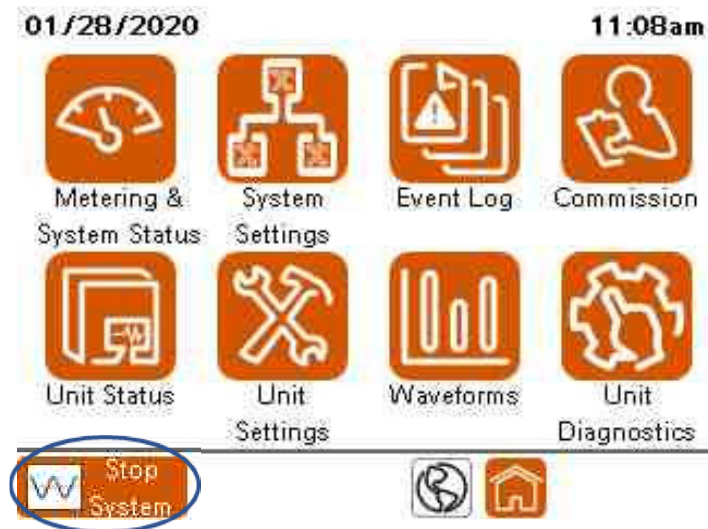 01/28/2020 11:08am
Metering & System Event Log Commission
System Status Settings
Unit Status Unit Waveforms Unit
Settings Diagnostics
Stop
System